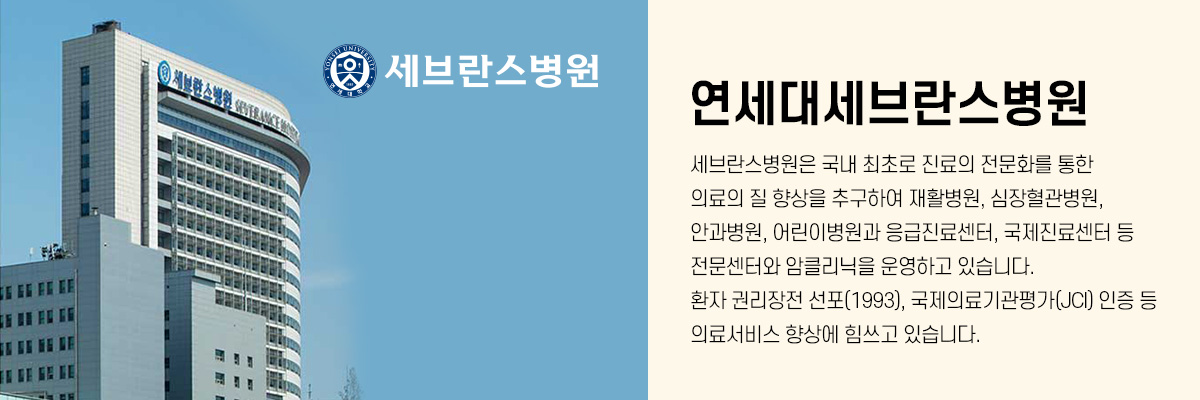 YONSEI UNIVERSITY
연세대학교
세브란스병원
세브란스병원 SEVERANCE HOSPITAL
연세대세브란스병원
세브란스병원은 국내 최초로 진료의 전문화를 통한
의료의 질 향상을 추구하여 재활병원, 심장혈관병원,
안과병원, 어린이병원과 응급진료센터, 국제진료센터 등
전문센터와 암클리닉을 운영하고 있습니다.
환자 권리장전 선포(1993), 국제의료기관평가(JCI) 인증 등
의료서비스 향상에 힘쓰고 있습니다.